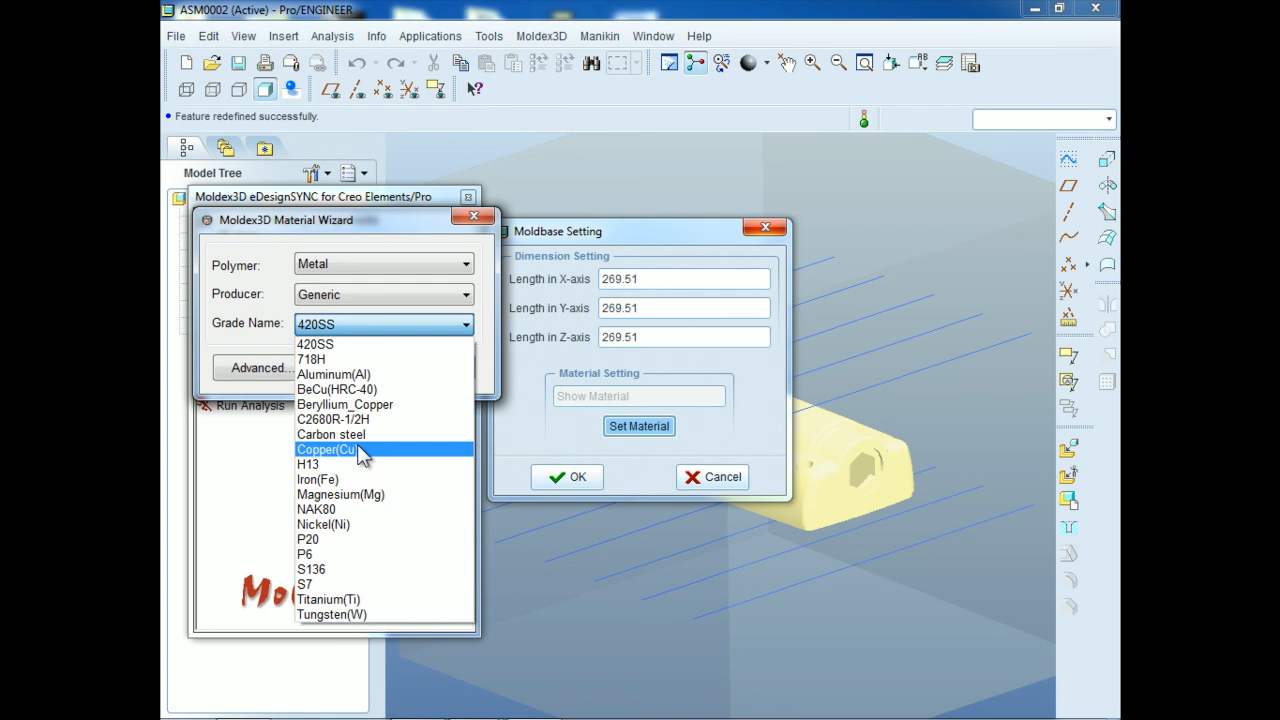 ASM0002 (Active) - Pro/ENGINEER
File Edit View Insert Analysis Info Applications Tools Moldex3D Manikin Window Help
Feature redefined successfully.
Model Tree
Moldex3D eDesignSYNC for Creo Elements/Pro
Moldex3D Material Wizard
Polymer: Metal
Producer: Generic
Grade Name: 420SS
Advanced...
420SS
718H
Aluminum(Al)
BeCu(HRC-40)
Beryllium_Copper
C2680R-1/2H
Carbon steel
Copper(Cu)
H13
Iron(Fe)
Magnesium(Mg)
NAK80
Nickel(Ni)
P20
P6
S136
S7
Titanium(Ti)
Tungsten(W)
Run Analysis
Moldbase Setting
Dimension Setting
Length in X-axis 269.51
Length in Y-axis 269.51
Length in Z-axis 269.51
Material Setting
Show Material
Set Material
OK Cancel